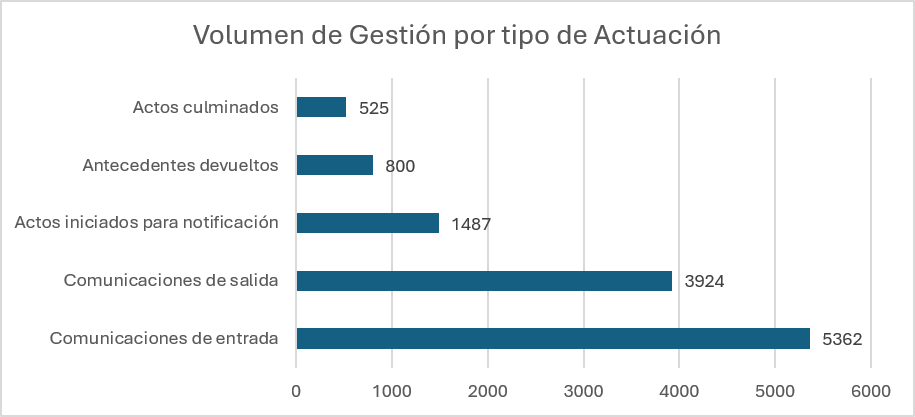 Volumen de Gestión por tipo de Actuación
Actos culminados 525
Antecedentes devueltos 800
Actos iniciados para notificación 1487
Comunicaciones de salida 3924
Comunicaciones de entrada 5362
0 1000 2000 3000 4000 5000 6000